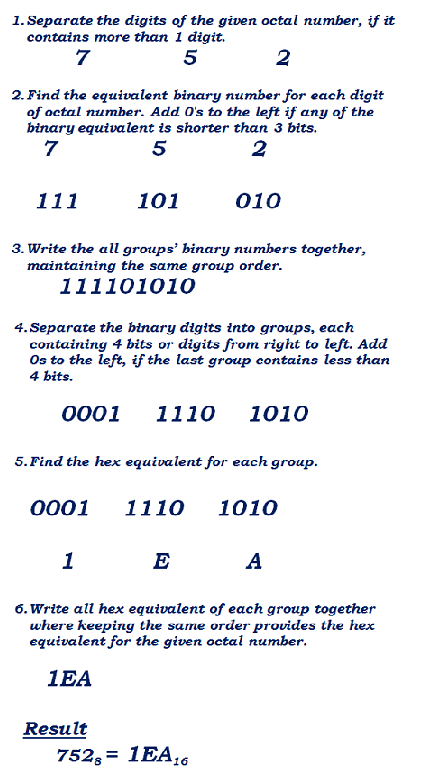 1. Separate the digits of the given octal number, if it
contains more than 1 digit.
7 5 2
2. Find the equivalent binary number for each digit
of octal number. Add 0's to the left if any of the
binary equivalent is shorter than 3 bits.
7 5 2
111 101 010
3. Write the all groups' binary numbers together,
maintaining the same group order.
111101010
4. Separate the binary digits into groups, each
containing 4 bits or digits from right to left. Add
0s to the left, if the last group contains less than
4 bits.
0001 1110 1010
5. Find the hex equivalent for each group.
0001 1110 1010
1 E A
6. Write all hex equivalent of each group together
where keeping the same order provides the hex
equivalent for the given octal number.
1EA
Result
752₈ = 1EA₁₆